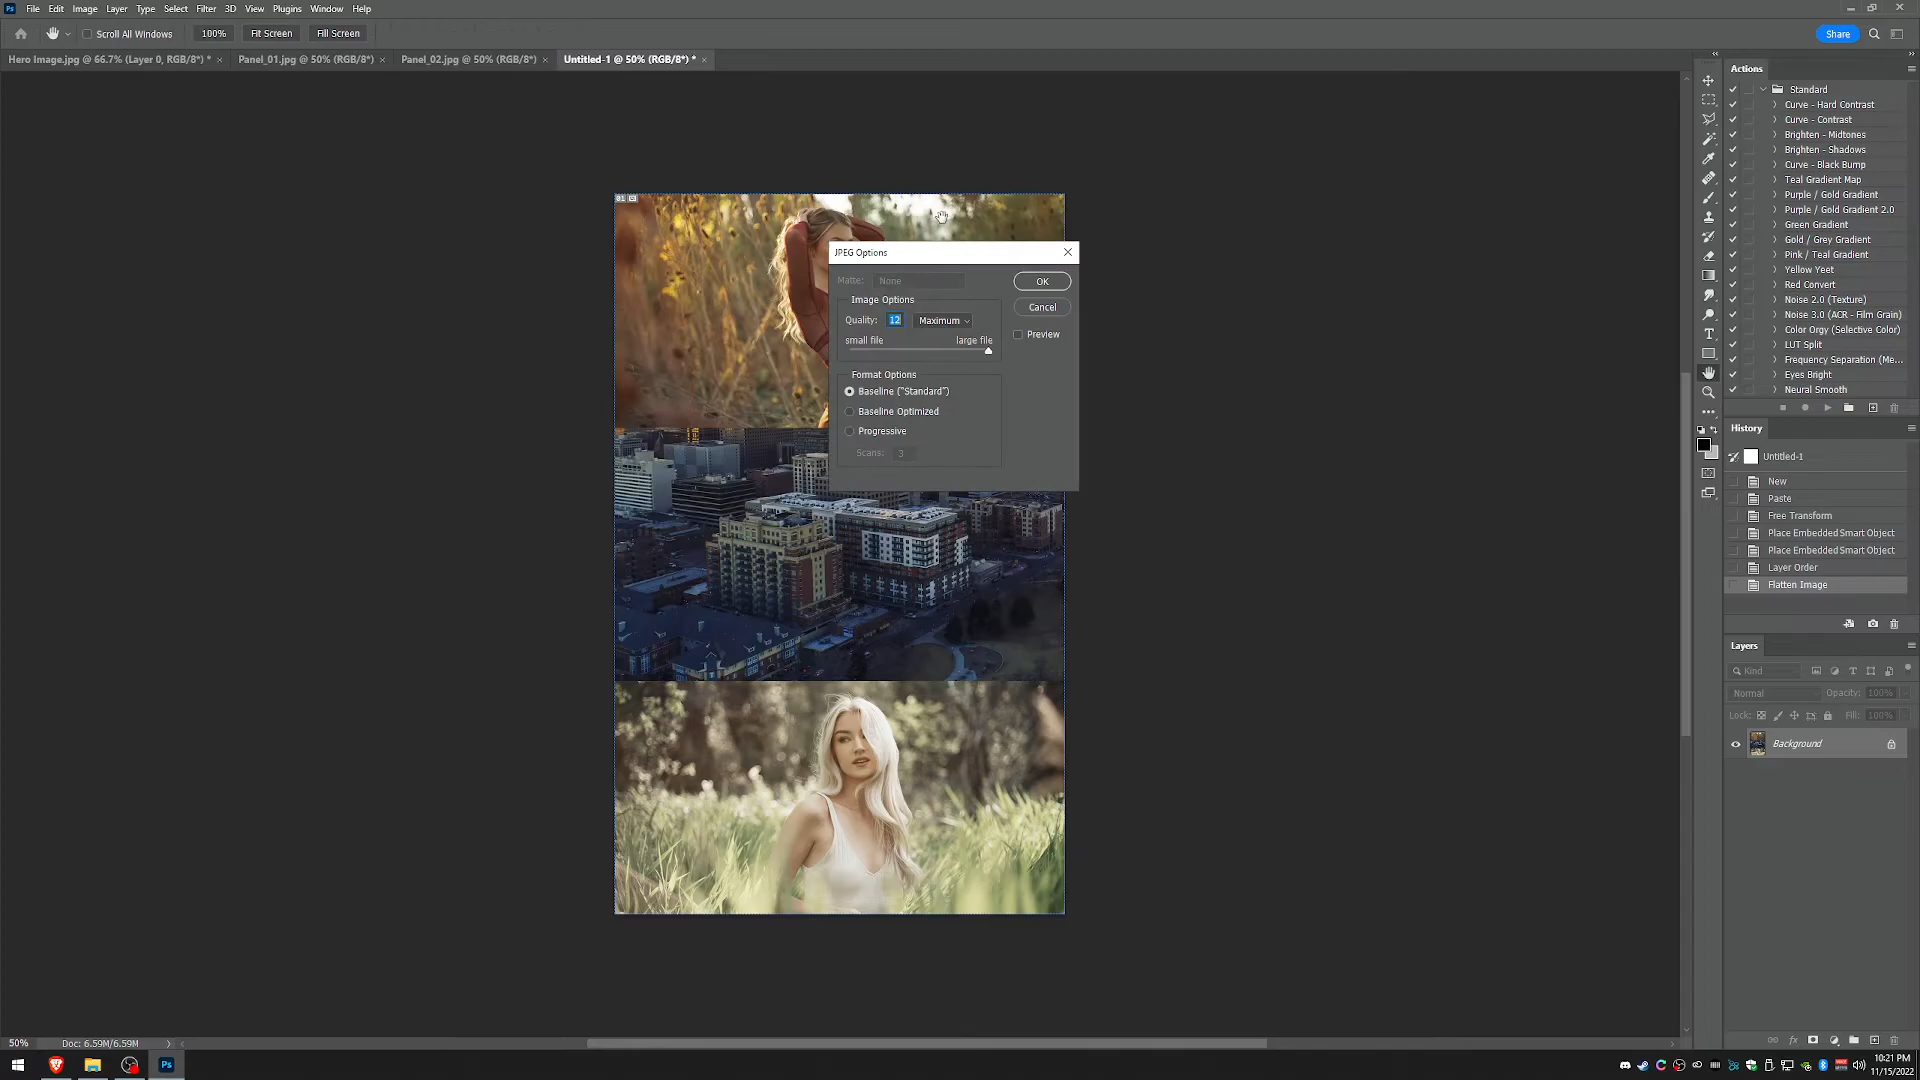 Ps File Edit Image Layer Type Select Filter 3D View Plugins Window Help
Scroll All Windows 100% Fit Screen Fill Screen Share
Hero Image.jpg @ 66.7% (Layer 0, RGB/8*) * × Panel_01.jpg @ 50% (RGB/8*) × Panel_02.jpg @ 50% (RGB/8*) × Untitled-1 @ 50% (RGB/8*) * ×
01
JPEG Options
Matte: None
OK
Image Options
Cancel
Quality: 12 Maximum
Preview
small file large file
Format Options
Baseline ("Standard")
Baseline Optimized
Progressive
Scans: 3
Actions
Standard
Curve - Hard Contrast
Curve - Contrast
Brighten - Midtones
Brighten - Shadows
Curve - Black Bump
Teal Gradient Map
Purple / Gold Gradient
Purple / Gold Gradient 2.0
Green Gradient
Gold / Grey Gradient
Pink / Teal Gradient
Yellow Yeet
Red Convert
Noise 2.0 (Texture)
Noise 3.0 (ACR - Film Grain)
Color Orgy (Selective Color)
LUT Split
Frequency Separation (Me...
Eyes Bright
Neural Smooth
History
Untitled-1
New
Paste
Free Transform
Place Embedded Smart Object
Place Embedded Smart Object
Layer Order
Flatten Image
Layers
Kind
Normal Opacity: 100%
Lock: Fill: 100%
Background
50% Doc: 6.59M/6.59M
Ps
10:21 PM
11/15/2022